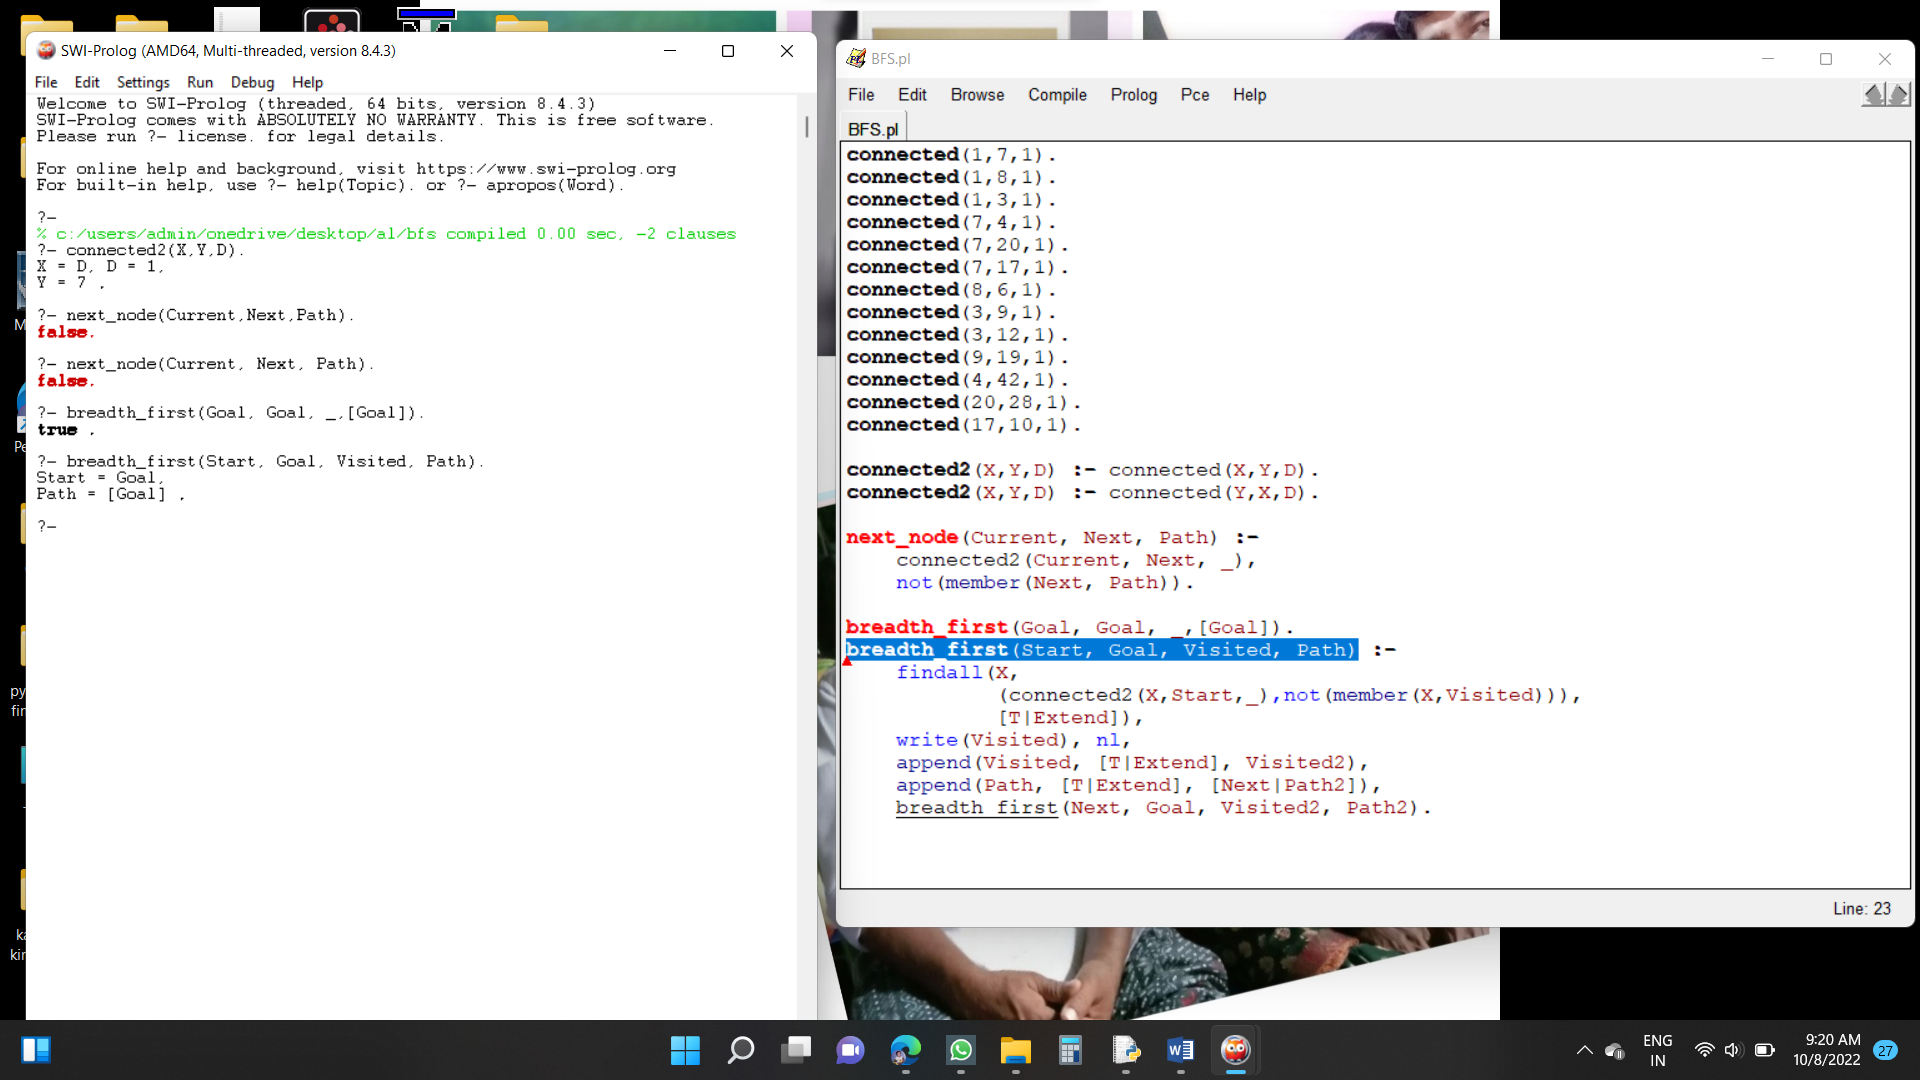 SWI-Prolog (AMD64, Multi-threaded, version 8.4.3)
File Edit Settings Run Debug Help
Welcome to SWI-Prolog (threaded, 64 bits, version 8.4.3)
SWI-Prolog comes with ABSOLUTELY NO WARRANTY. This is free software.
Please run ?- license. for legal details.
For online help and background, visit https://www.swi-prolog.org
For built-in help, use ?- help(Topic). or ?- apropos(Word).
?-
% c:/users/admin/onedrive/desktop/al/bfs compiled 0.00 sec, -2 clauses
?- connected2(X,Y,D).
X = D, D = 1,
Y = 7 .
?- next_node(Current,Next,Path).
false.
?- next_node(Current, Next, Path).
false.
?- breadth_first(Goal, Goal, _,[Goal]).
true .
?- breadth_first(Start, Goal, Visited, Path).
Start = Goal,
Path = [Goal] .
?-
BFS.pl
File Edit Browse Compile Prolog Pce Help
BFS.pl
connected(1,7,1).
connected(1,8,1).
connected(1,3,1).
connected(7,4,1).
connected(7,20,1).
connected(7,17,1).
connected(8,6,1).
connected(3,9,1).
connected(3,12,1).
connected(9,19,1).
connected(4,42,1).
connected(20,28,1).
connected(17,10,1).
connected2(X,Y,D) :- connected(X,Y,D).
connected2(X,Y,D) :- connected(Y,X,D).
next_node(Current, Next, Path) :-
connected2(Current, Next, _),
not(member(Next, Path)).
breadth_first(Goal, Goal, _,[Goal]).
breadth_first(Start, Goal, Visited, Path) :-
findall(X,
(connected2(X,Start,_),not(member(X,Visited))),
[T|Extend]),
write(Visited), nl,
append(Visited, [T|Extend], Visited2),
append(Path, [T|Extend], [Next|Path2]),
breadth_first(Next, Goal, Visited2, Path2).
Line: 23
ENG
IN
9:20 AM
10/8/2022
27